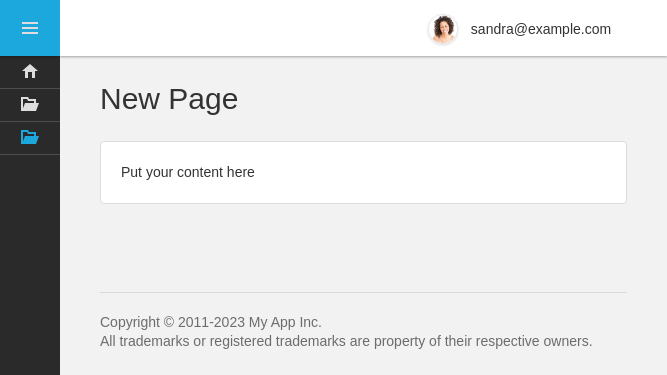 sandra@example.com
New Page
Put your content here
Copyright © 2011-2023 My App Inc.
All trademarks or registered trademarks are property of their respective owners.